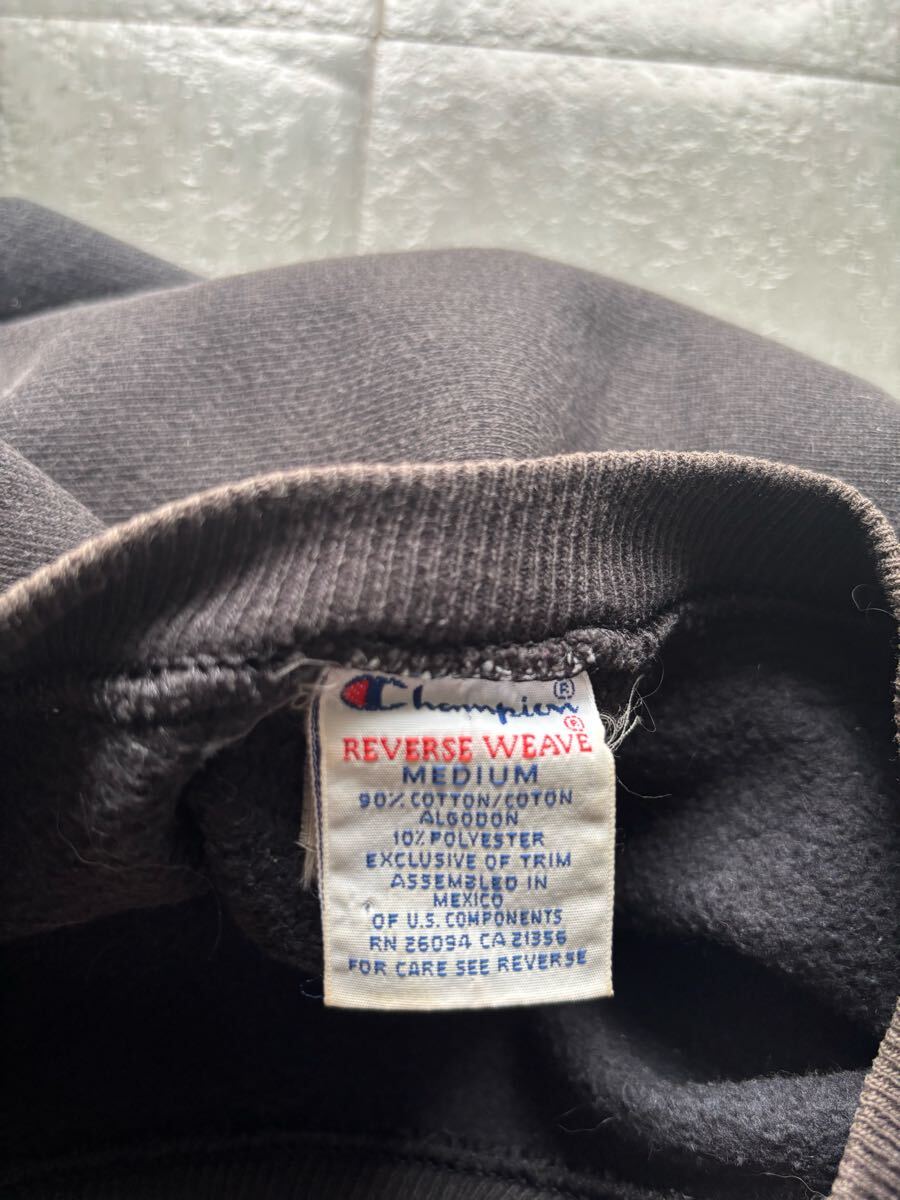 Champion ®
REVERSE WEAVE ®
MEDIUM
90% COTTON/COTON
ALGODON
10% POLYESTER
EXCLUSIVE OF TRIM
ASSEMBLED IN
MEXICO
OF U.S. COMPONENTS
RN 26094 CA 21356
FOR CARE SEE REVERSE